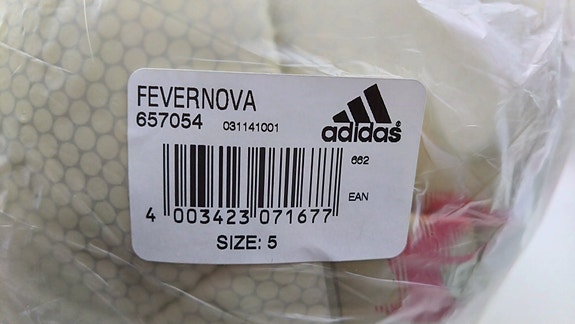 FEVERNOVA
657054 031141001
adidas®
662
EAN
4 003423 071677
SIZE: 5